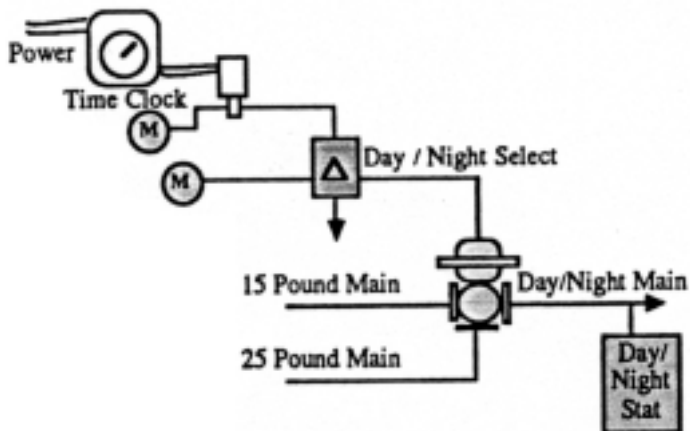 Power
Time Clock
M
Day / Night Select
M
15 Pound Main
Day/Night Main
25 Pound Main
Day/
Night
Stat